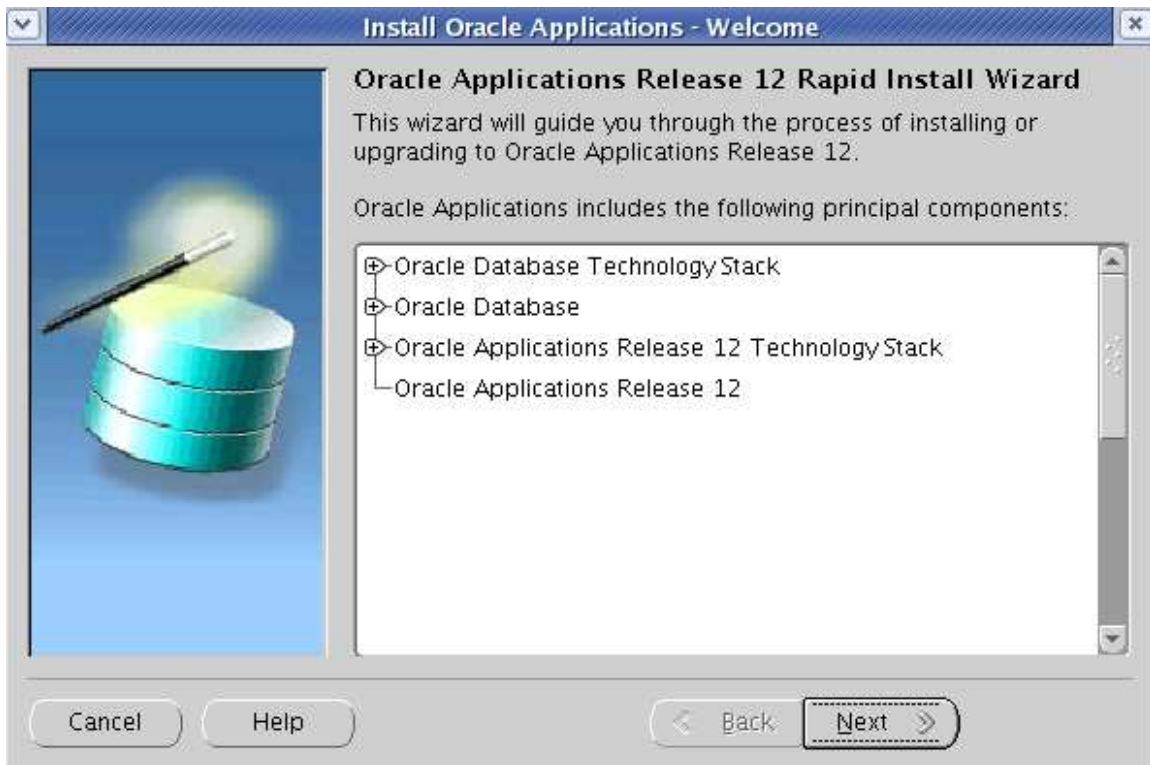 Install Oracle Applications - Welcome
Oracle Applications Release 12 Rapid Install Wizard
This wizard will guide you through the process of installing or
upgrading to Oracle Applications Release 12.
Oracle Applications includes the following principal components:
Oracle Database Technology Stack
Oracle Database
Oracle Applications Release 12 Technology Stack
Oracle Applications Release 12
Cancel Help Back Next